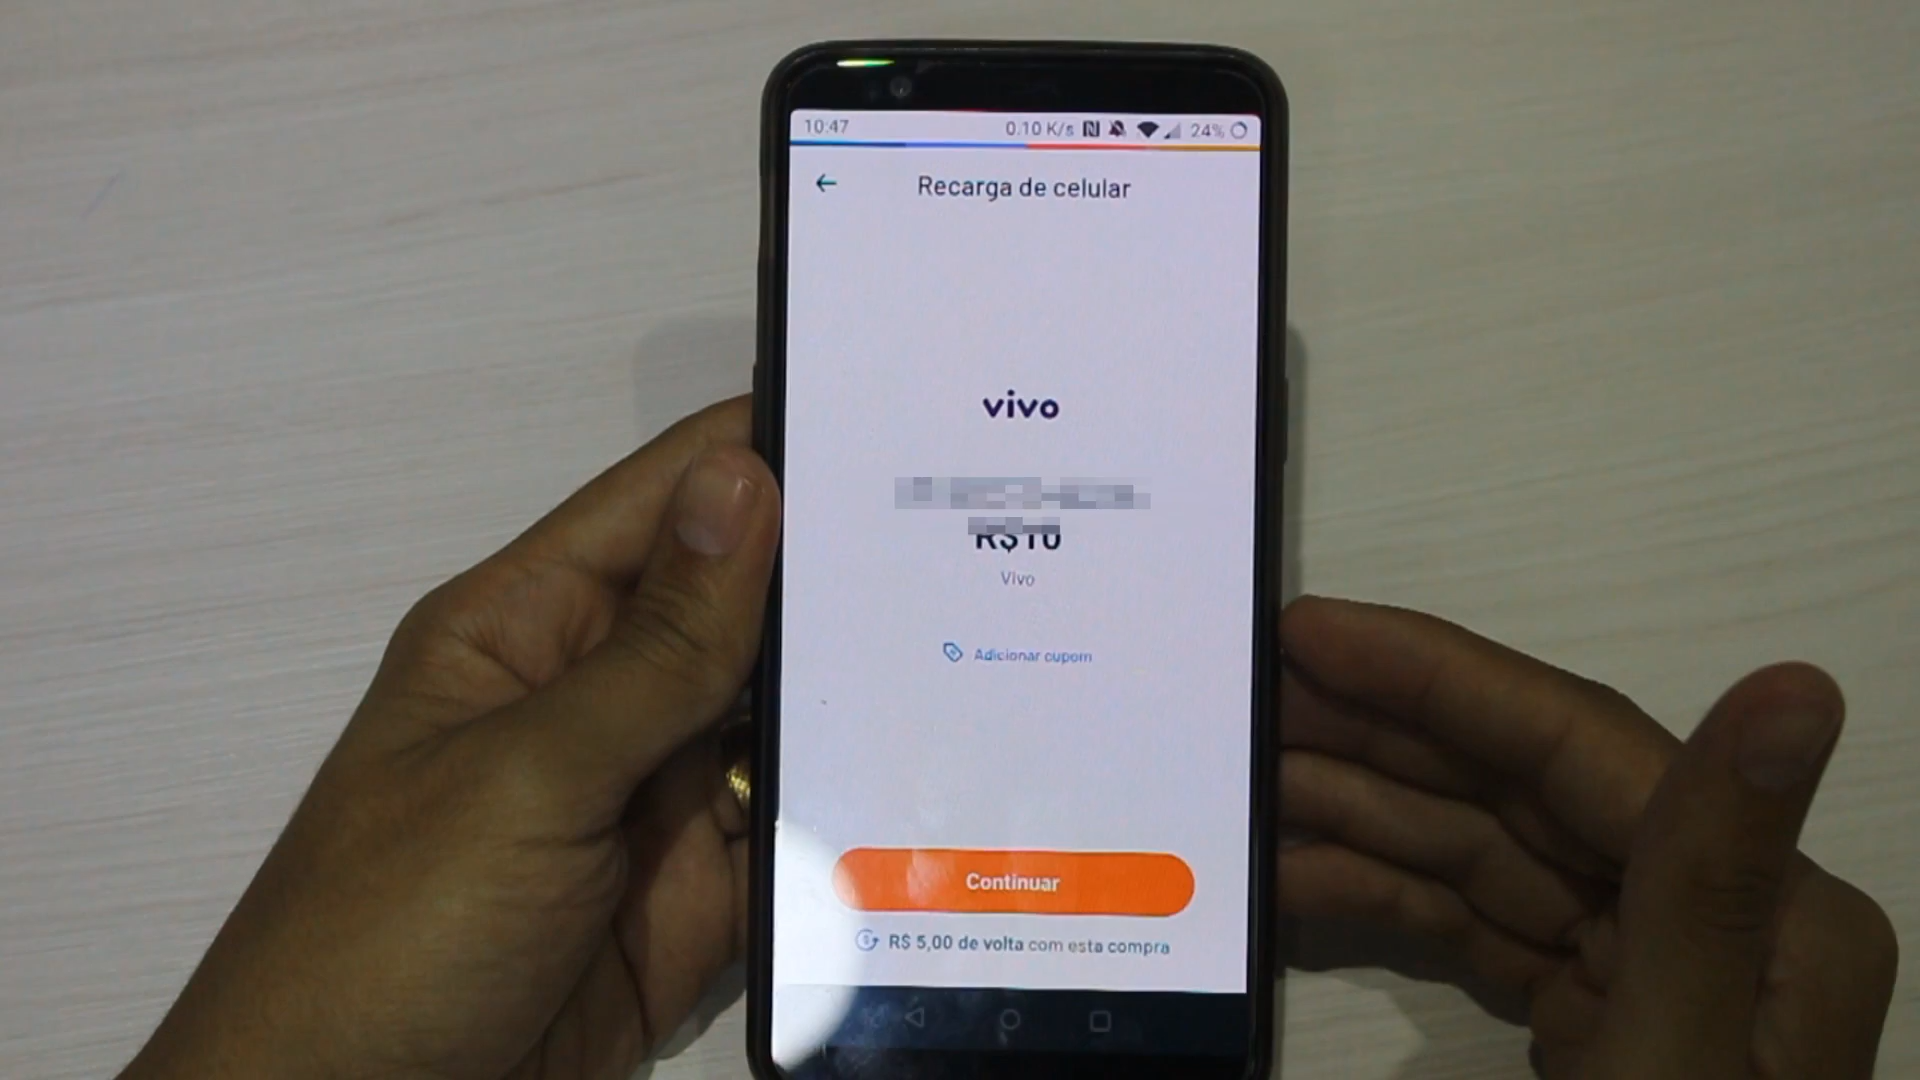 10:47 0.10 K/s 24%
Recarga de celular
vivo
R$10
Vivo
Adicionar cupom
Continuar
R$ 5,00 de volta com esta compra